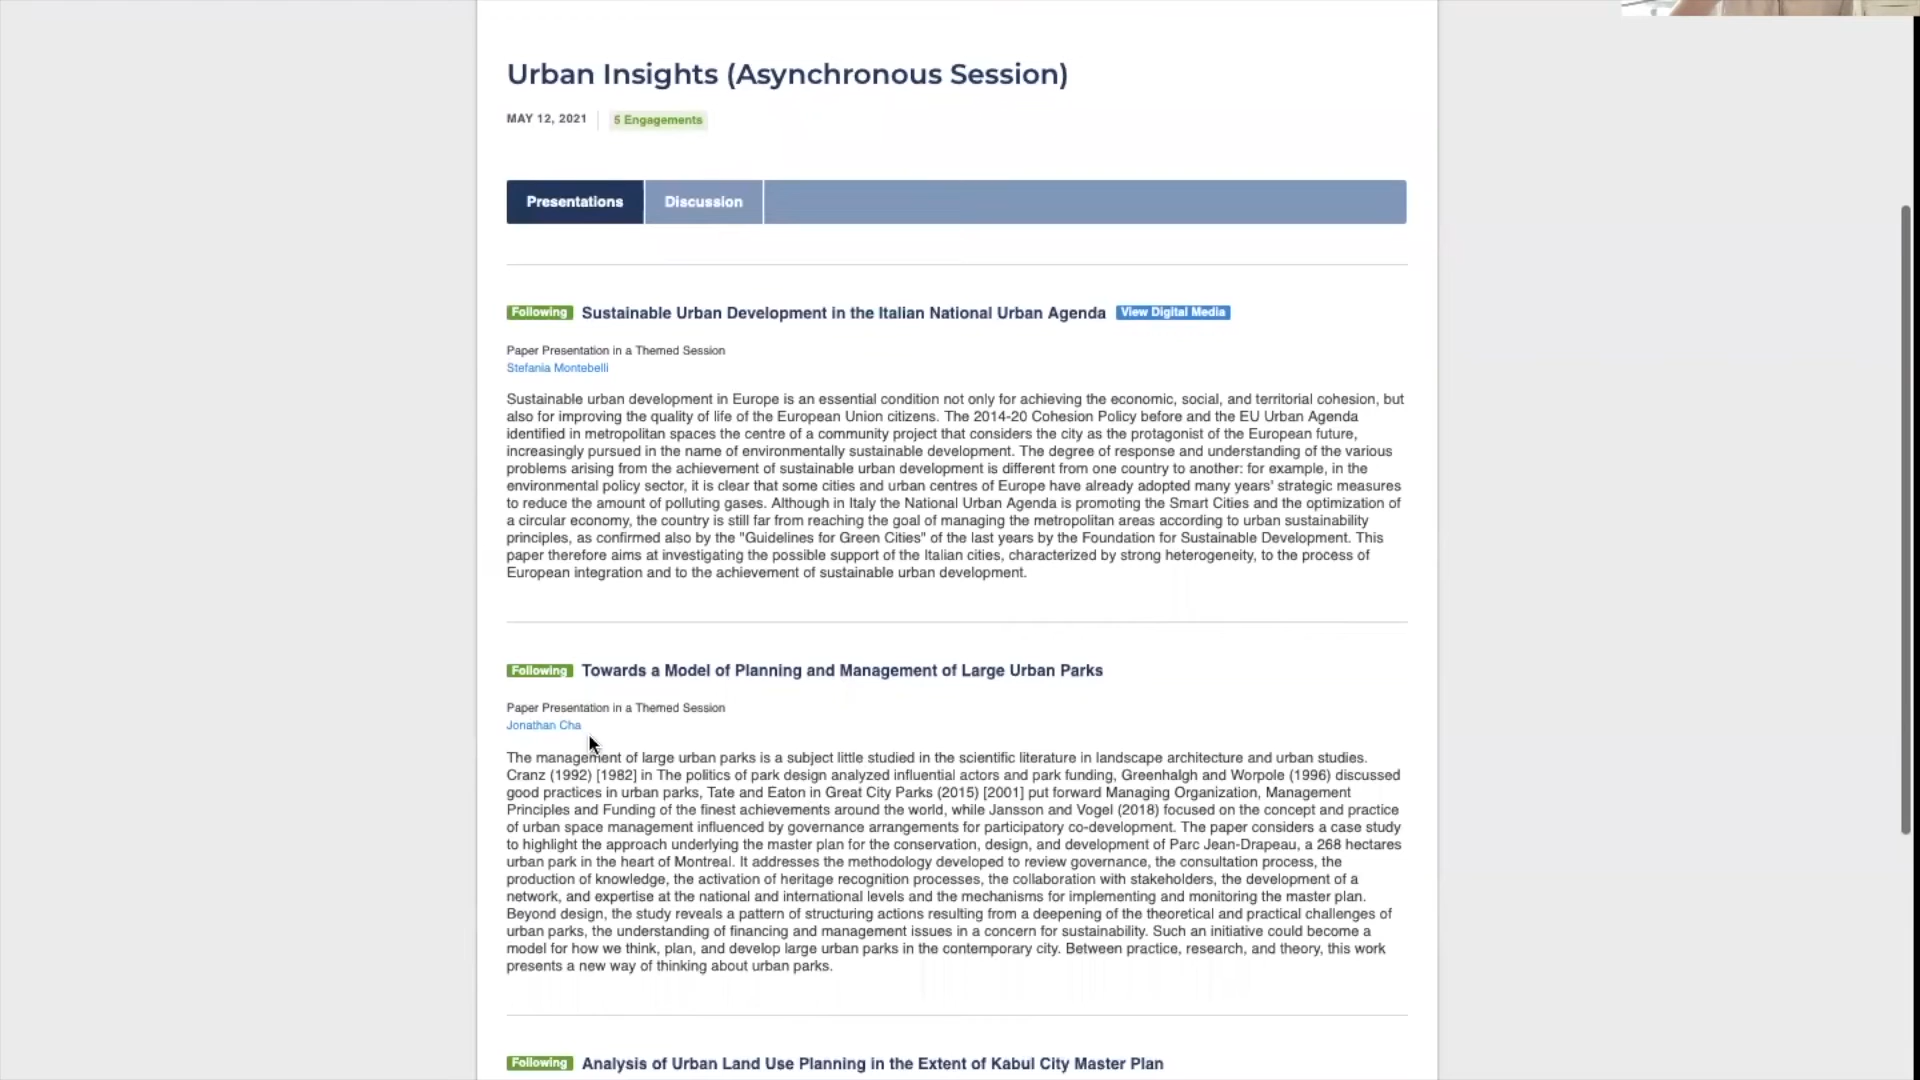 Urban Insights (Asynchronous Session)
MAY 12, 2021
5 Engagements
Presentations
Discussion
Following
Sustainable Urban Development in the Italian National Urban Agenda
View Digital Media
Paper Presentation in a Themed Session
Stefania Montebelli
Sustainable urban development in Europe is an essential condition not only for achieving the economic, social, and territorial cohesion, but
also for improving the quality of life of the European Union citizens. The 2014-20 Cohesion Policy before and the EU Urban Agenda
identified in metropolitan spaces the centre of a community project that considers the city as the protagonist of the European future,
increasingly pursued in the name of environmentally sustainable development. The degree of response and understanding of the various
problems arising from the achievement of sustainable urban development is different from one country to another: for example, in the
environmental policy sector, it is clear that some cities and urban centres of Europe have already adopted many years' strategic measures
to reduce the amount of polluting gases. Although in Italy the National Urban Agenda is promoting the Smart Cities and the optimization of
a circular economy, the country is still far from reaching the goal of managing the metropolitan areas according to urban sustainability
principles, as confirmed also by the "Guidelines for Green Cities" of the last years by the Foundation for Sustainable Development. This
paper therefore aims at investigating the possible support of the Italian cities, characterized by strong heterogeneity, to the process of
European integration and to the achievement of sustainable urban development.
Following
Towards a Model of Planning and Management of Large Urban Parks
Paper Presentation in a Themed Session
Jonathan Cha
The management of large urban parks is a subject little studied in the scientific literature in landscape architecture and urban studies.
Cranz (1992) [1982] in The politics of park design analyzed influential actors and park funding, Greenhalgh and Worpole (1996) discussed
good practices in urban parks, Tate and Eaton in Great City Parks (2015) [2001] put forward Managing Organization, Management
Principles and Funding of the finest achievements around the world, while Jansson and Vogel (2018) focused on the concept and practice
of urban space management influenced by governance arrangements for participatory co-development. The paper considers a case study
to highlight the approach underlying the master plan for the conservation, design, and development of Parc Jean-Drapeau, a 268 hectares
urban park in the heart of Montreal. It addresses the methodology developed to review governance, the consultation process, the
production of knowledge, the activation of heritage recognition processes, the collaboration with stakeholders, the development of a
network, and expertise at the national and international levels and the mechanisms for implementing and monitoring the master plan.
Beyond design, the study reveals a pattern of structuring actions resulting from a deepening of the theoretical and practical challenges of
urban parks, the understanding of financing and management issues in a concern for sustainability. Such an initiative could become a
model for how we think, plan, and develop large urban parks in the contemporary city. Between practice, research, and theory, this work
presents a new way of thinking about urban parks.
Following
Analysis of Urban Land Use Planning in the Extent of Kabul City Master Plan